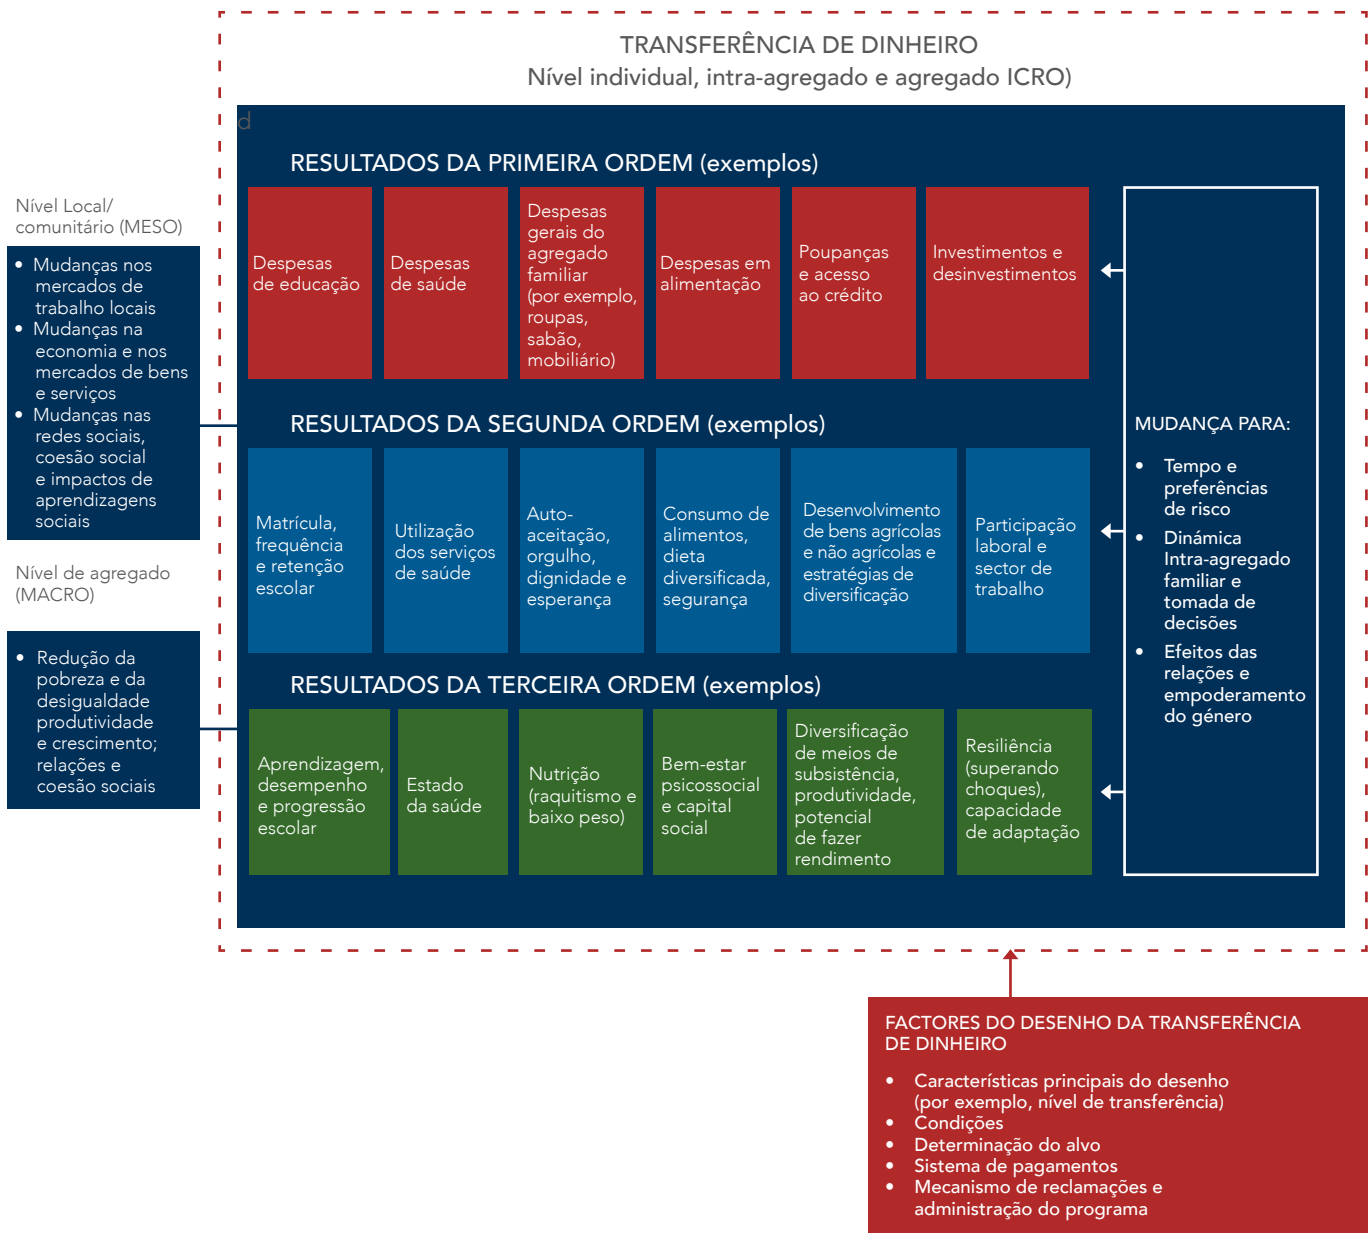 TRANSFERÊNCIA DE DINHEIRO
Nível individual, intra-agregado e agregado ICRO)
d
RESULTADOS DA PRIMEIRA ORDEM (exemplos)
Despesas
de educação
Despesas
de saúde
Despesas
gerais do
agregado
familiar
(por exemplo,
roupas,
sabão,
mobiliário)
Despesas em
alimentação
Poupanças
e acesso
ao crédito
Investimentos e
desinvestimentos
Nível Local/
comunitário (MESO)
• Mudanças nos
mercados de
trabalho locais
• Mudanças na
economia e nos
mercados de bens
e serviços
• Mudanças nas
redes sociais,
coesão social
e impactos de
aprendizagens
sociais
RESULTADOS DA SEGUNDA ORDEM (exemplos)
Matrícula,
frequência
e retenção
escolar
Utilização
dos serviços
de saúde
Auto-
aceitação,
orgulho,
dignidade e
esperança
Consumo de
alimentos,
dieta
diversificada,
segurança,
Desenvolvimento
de bens agrícolas
e não agrícolas e
estratégias de
diversificação
Participação
laboral e
sector de
trabalho
MUDANÇA PARA:
• Tempo e
preferências
de risco
• Dinámica
Intra-agregado
familiar e
tomada de
decisões
• Efeitos das
relações e
empoderamento
do género
Nível de agregado
(MACRO)
• Redução da
pobreza e da
desigualdade
produtividade
e crescimento;
relações e
coesão sociais
RESULTADOS DA TERCEIRA ORDEM (exemplos)
Aprendizagem,
desempenho
e progressão
escolar
Estado
da saúde
Nutrição
(raquitismo e
baixo peso)
Bem-estar
psicossocial
e capital
social
Diversificação
de meios de
subsistência,
produtividade,
potencial
de fazer
rendimento
Resiliência
(superando
choques),
capacidade
de adaptação
FACTORES DO DESENHO DA TRANSFERÊNCIA
DE DINHEIRO
• Características principais do desenho
(por exemplo, nível de transferência)
• Condições
• Determinação do alvo
• Sistema de pagamentos
• Mecanismo de reclamações e
administração do programa